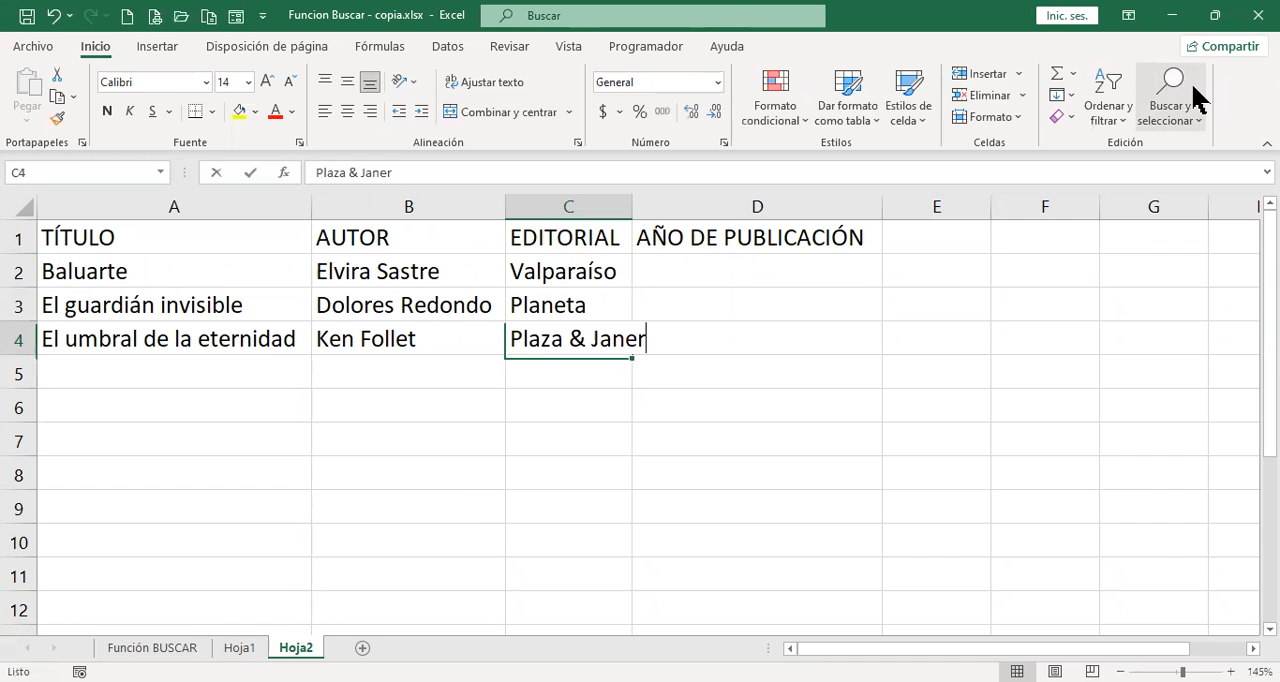 Funcion Buscar - copia.xlsx - Excel
Buscar
Inic. ses.
Archivo Inicio Insertar Disposición de página Fórmulas Datos Revisar Vista Programador Ayuda
Compartir
Pegar
Portapapeles
Calibri 14
N K S
Fuente
Ajustar texto
Combinar y centrar
Alineación
General
$ % 000
Número
Formato condicional
Dar formato como tabla
Estilos de celda
Estilos
Insertar
Eliminar
Formato
Celdas
Ordenar y filtrar
Buscar y seleccionar
Edición
C4 fx Plaza & Janer
A B C D E F G H
1 TÍTULO AUTOR EDITORIAL AÑO DE PUBLICACIÓN
2 Baluarte Elvira Sastre Valparaíso
3 El guardián invisible Dolores Redondo Planeta
4 El umbral de la eternidad Ken Follet Plaza & Janer
5
6
7
8
9
10
11
12
Función BUSCAR Hoja1 Hoja2
Listo 145%